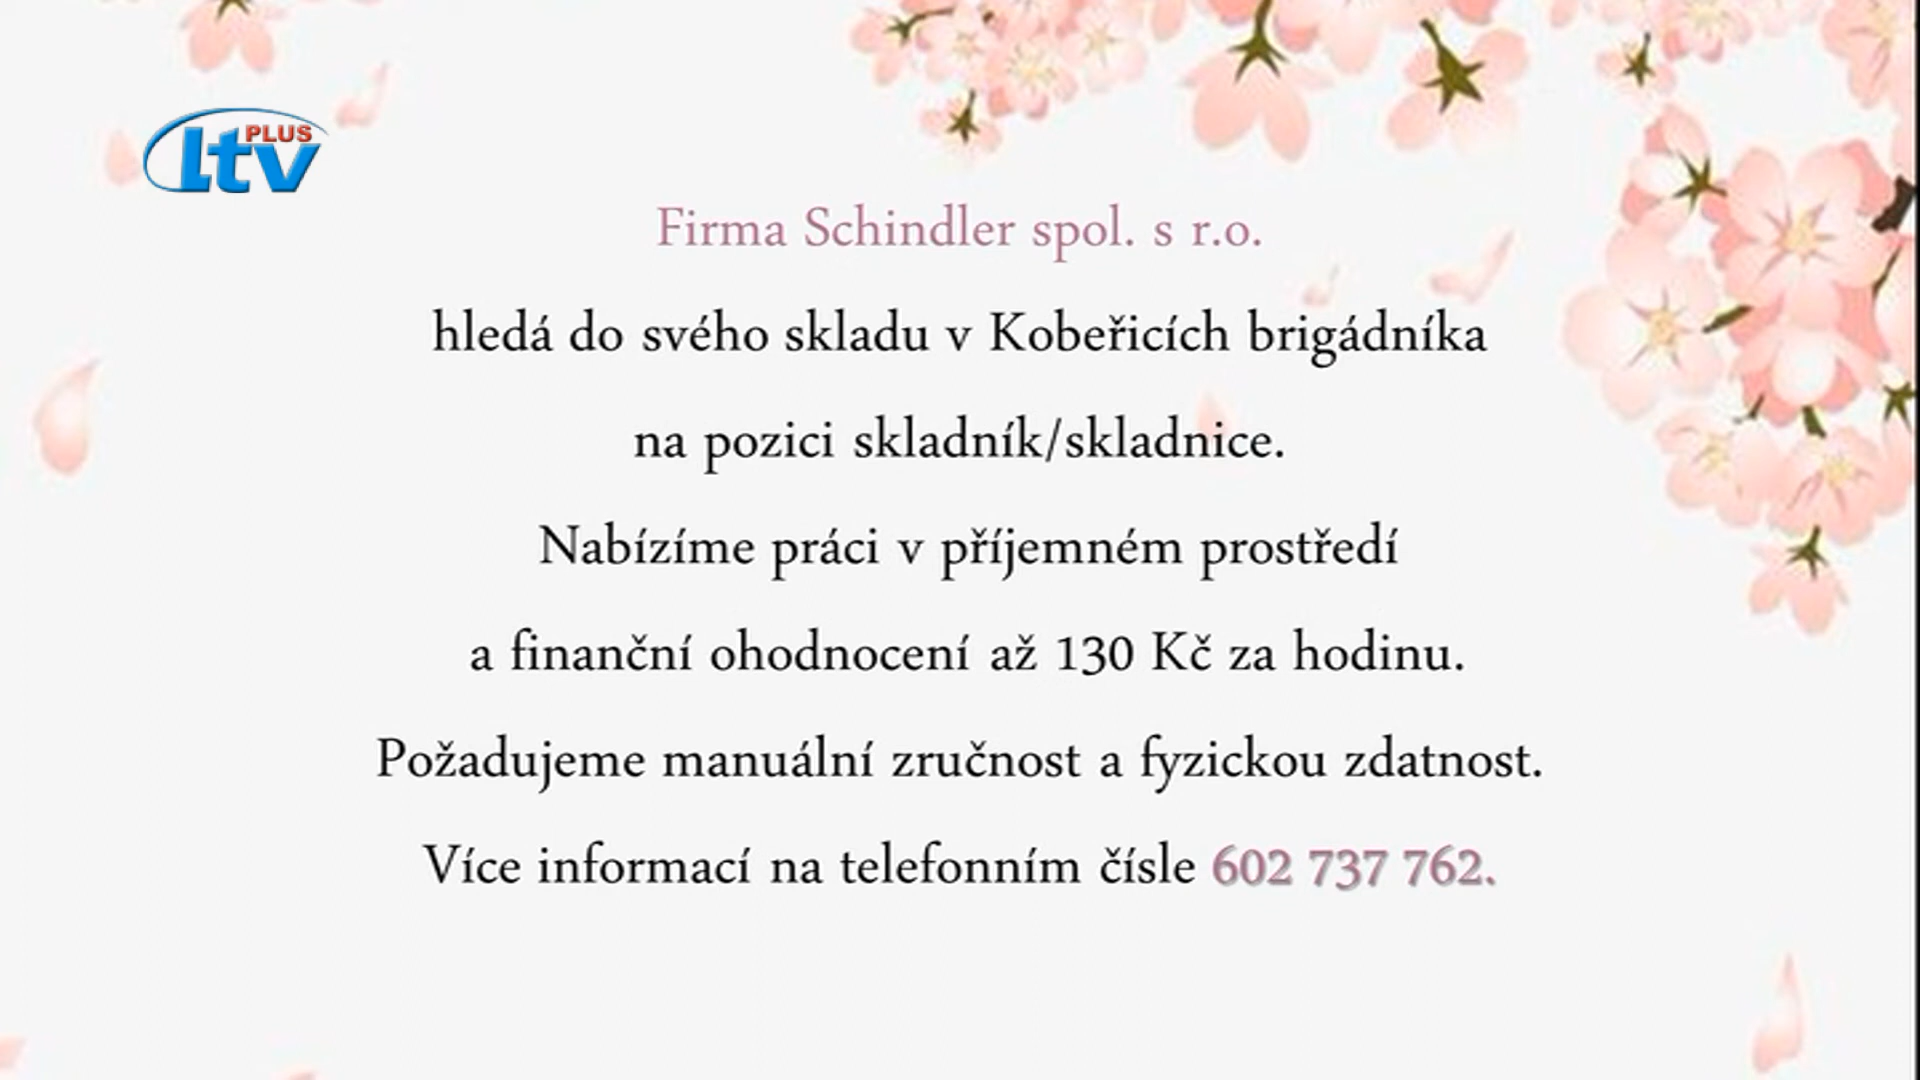 ltv PLUS
Firma Schindler spol. s r.o.
hledá do svého skladu v Kobeřicích brigádníka
na pozici skladník/skladnice.
Nabízíme práci v příjemném prostředí
a finanční ohodnocení až 130 Kč za hodinu.
Požadujeme manuální zručnost a fyzickou zdatnost.
Více informací na telefonním čísle 602 737 762.